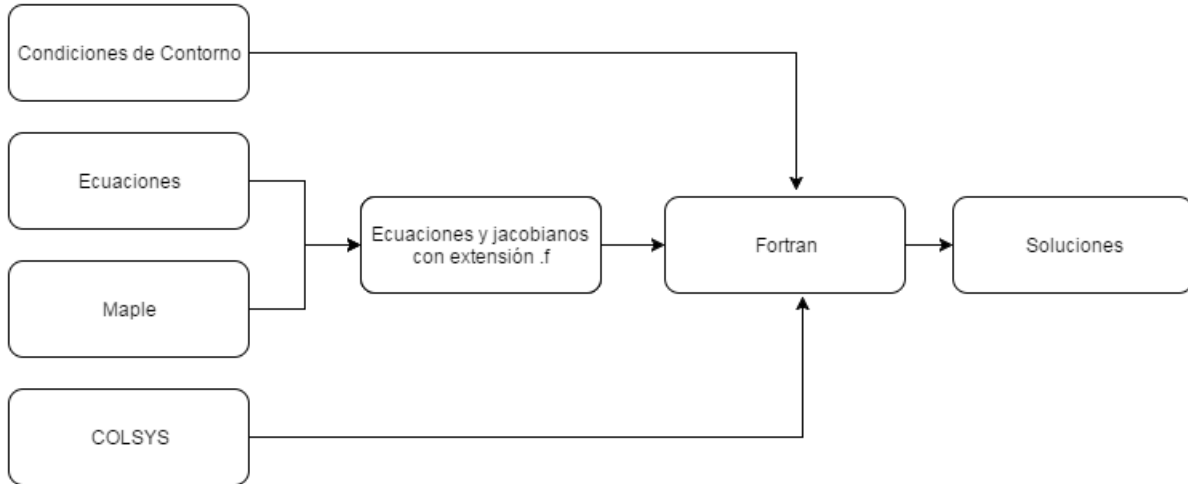 Condiciones de Contorno
Ecuaciones
Maple
COLSYS
Ecuaciones y jacobianos
con extensión .f
Fortran
Soluciones